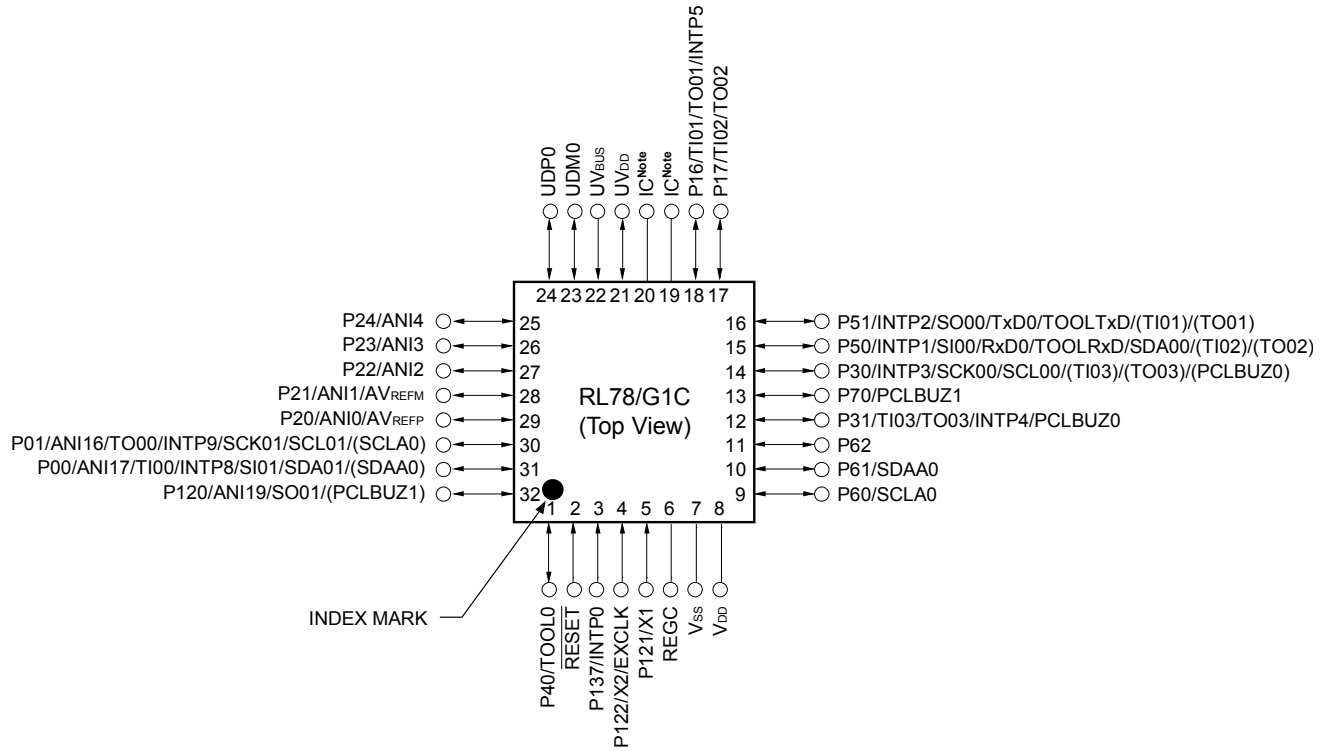 UDP0
UDM0
UVBUS
UVDD
ICNote
ICNote
P16/TI01/TO01/INTP5
P17/TI02/TO02
24 23 22 21 20 19 18 17
P24/ANI4
25
P23/ANI3
26
P22/ANI2
27
P21/ANI1/AVREFM
28
P20/ANI0/AVREFP
29
P01/ANI16/TO00/INTP9/SCK01/SCL01/(SCLA0)
30
P00/ANI17/TI00/INTP8/SI01/SDA01/(SDAA0)
31
P120/ANI19/SO01/(PCLBUZ1)
32
RL78/G1C
(Top View)
16
P51/INTP2/SO00/TxD0/TOOLTxD/(TI01)/(TO01)
15
P50/INTP1/SI00/RxD0/TOOLRxD/SDA00/(TI02)/(TO02)
14
P30/INTP3/SCK00/SCL00/(TI03)/(TO03)/(PCLBUZ0)
13
P70/PCLBUZ1
12
P31/TI03/TO03/INTP4/PCLBUZ0
11
P62
10
P61/SDAA0
9
P60/SCLA0
1 2 3 4 5 6 7 8
INDEX MARK
P40/TOOL0
RESET
P137/INTP0
P122/X2/EXCLK
P121/X1
REGC
VSS
VDD